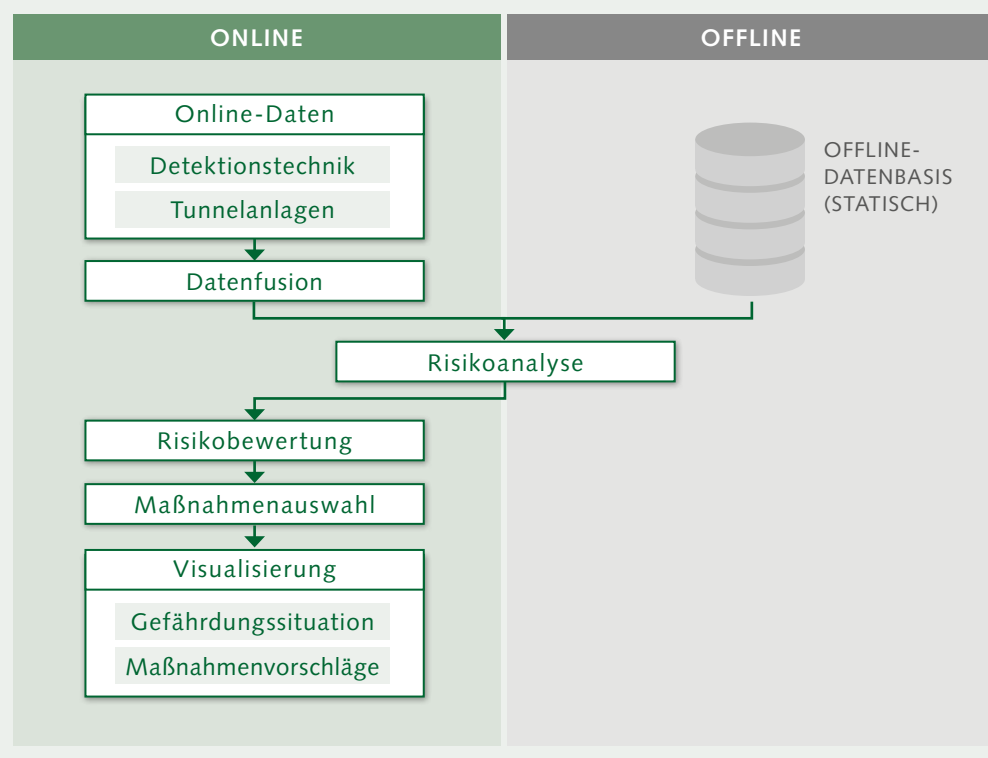 ONLINE
OFFLINE
Online-Daten
Detektionstechnik
Tunnelanlagen
OFFLINE-
DATENBASIS
(STATISCH)
Datenfusion
Risikoanalyse
Risikobewertung
Maßnahmenauswahl
Visualisierung
Gefährdungssituation
Maßnahmenvorschläge